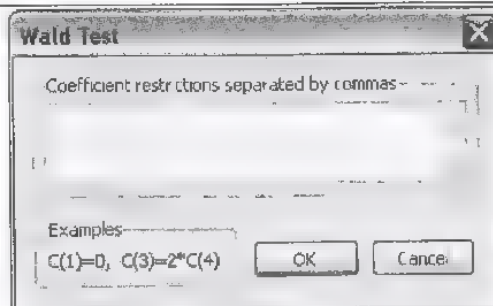 Wald Test
Coefficient restrictions separated by commas
Examples
C(1)=0, C(3)=2*C(4)
OK
Cancel